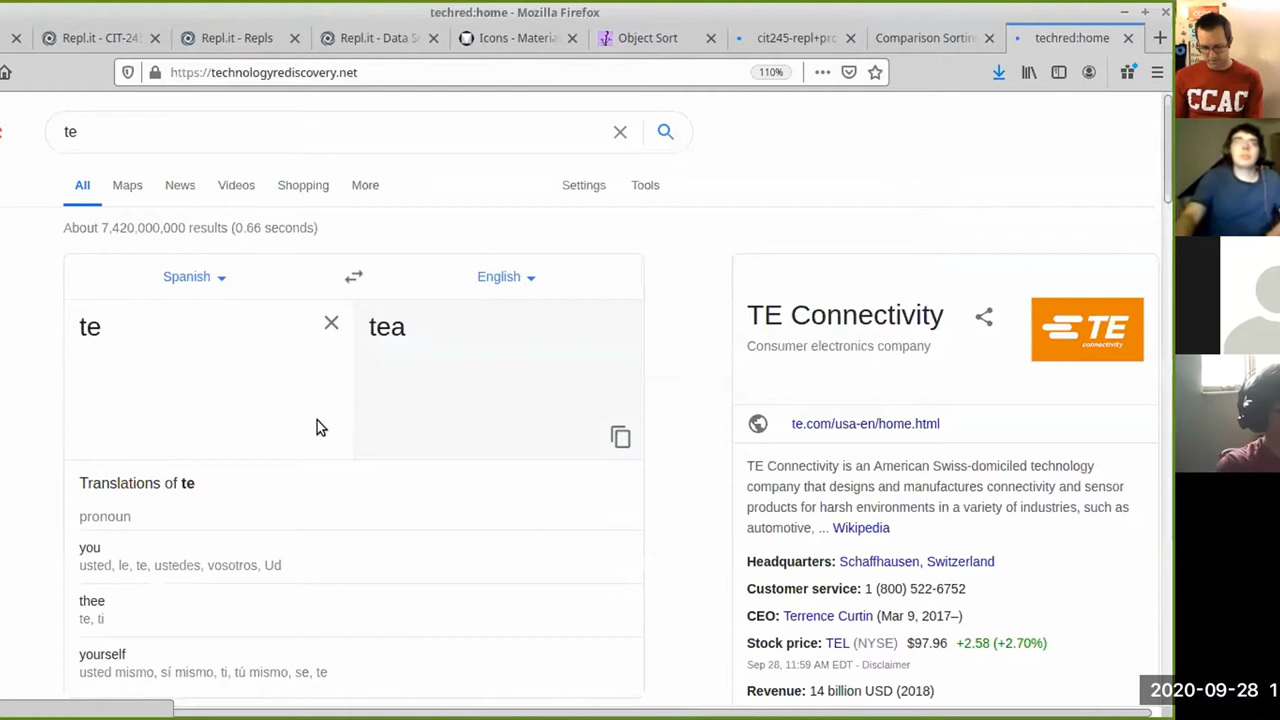 techred:home - Mozilla Firefox
Repl.it - CIT-24
Repl.it - Repls
Repl.it - Data S
Icons - Materia
Object Sort
cit245-repl+pro
Comparison Sortin
techred:home
https://technologyrediscovery.net
110%
te
All
Maps
News
Videos
Shopping
More
Settings
Tools
About 7,420,000,000 results (0.66 seconds)
Spanish
English
te
tea
Translations of te
pronoun
you
usted, le, te, ustedes, vosotros, Ud
thee
te, ti
yourself
usted mismo, sí mismo, ti, tú mismo, se, te
TE Connectivity
Consumer electronics company
TE
connectivity
te.com/usa-en/home.html
TE Connectivity is an American Swiss-domiciled technology
company that designs and manufactures connectivity and sensor
products for harsh environments in a variety of industries, such as
automotive, ... Wikipedia
Headquarters: Schaffhausen, Switzerland
Customer service: 1 (800) 522-6752
CEO: Terrence Curtin (Mar 9, 2017–)
Stock price: TEL (NYSE) $97.96 +2.58 (+2.70%)
Sep 28, 11:59 AM EDT - Disclaimer
Revenue: 14 billion USD (2018)
CCAC
2020-09-28 1